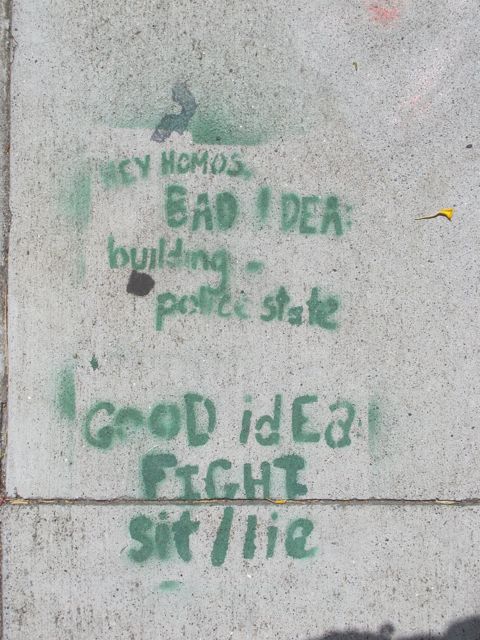 HEY HOMOS.
BAD IDEA:
building
police state
GOOD idEa
FIGHT
sit/lie